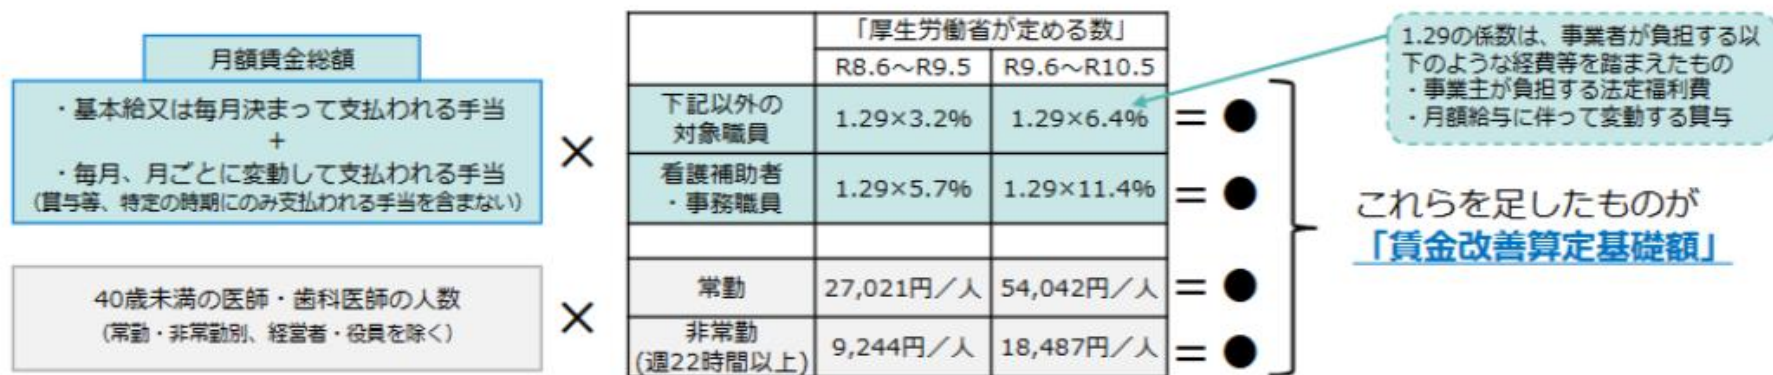 月額賃金総額
・基本給又は毎月決まって支払われる手当
+
・毎月、月ごとに変動して支払われる手当
(賞与等、特定の時期にのみ支払われる手当を含まない)
×
「厚生労働省が定める数」
R8.6～R9.5 R9.6～R10.5
下記以外の
対象職員
1.29×3.2% 1.29×6.4% = ●
看護補助者
・事務職員
1.29×5.7% 1.29×11.4% = ●
40歳未満の医師・歯科医師の人数
(常勤・非常勤別、経営者・役員を除く)
×
常勤 27,021円／人 54,042円／人 = ●
非常勤
(週22時間以上)
9,244円／人 18,487円／人 = ●
1.29の係数は、事業者が負担する以
下のような経費等を踏まえたもの
・事業主が負担する法定福利費
・月額給与に伴って変動する賞与
これらを足したものが
「賃金改善算定基礎額」